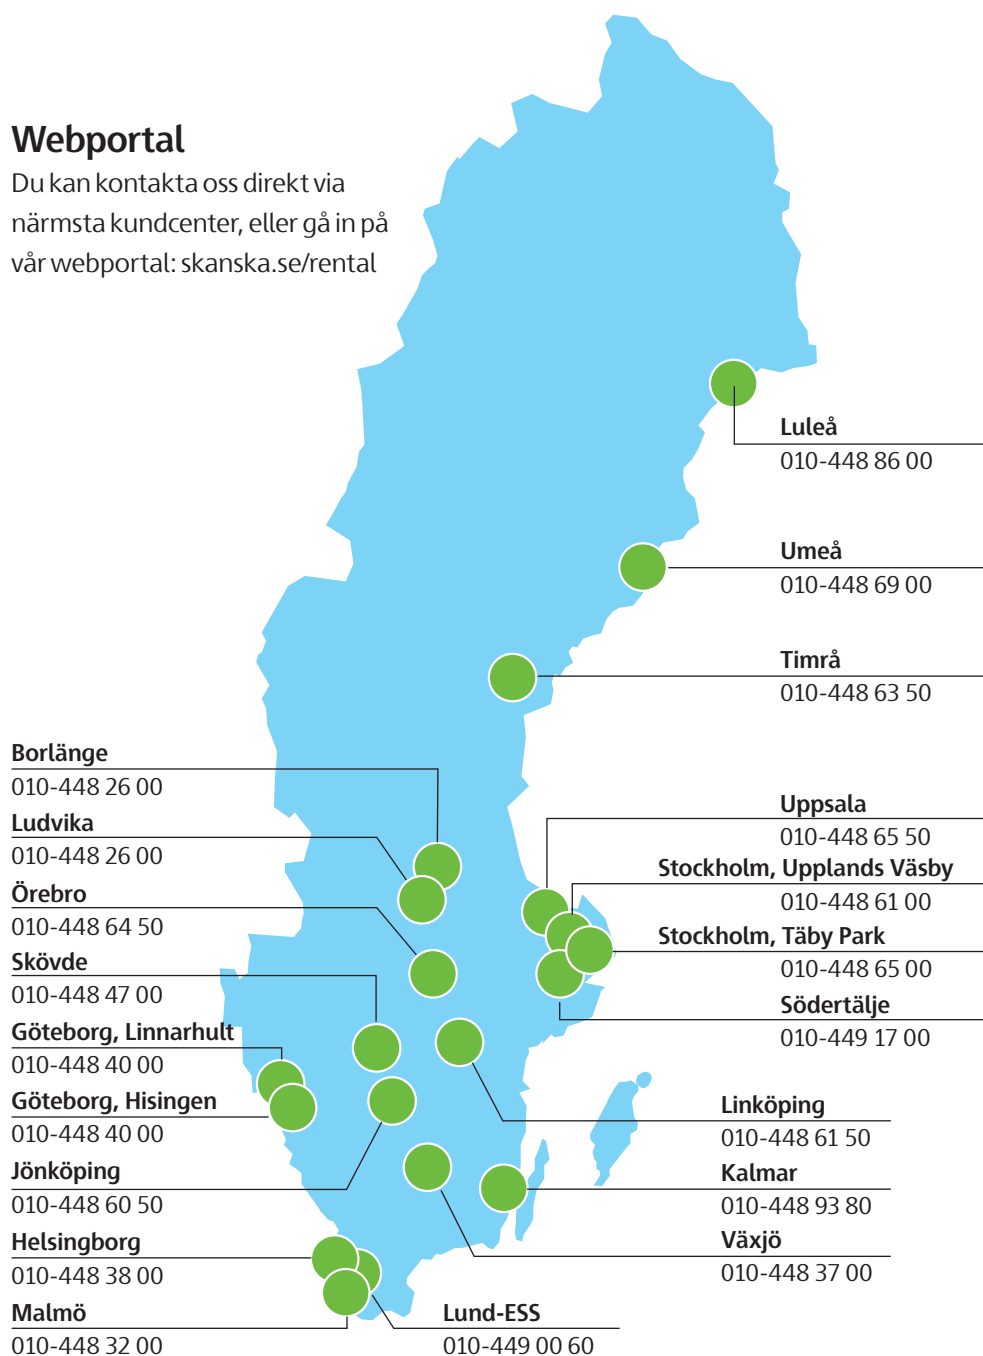 Webportal
Du kan kontakta oss direkt via
närmsta kundcenter, eller gå in på
vår webportal: skanska.se/rental
Luleå
010-448 86 00
Umeå
010-448 69 00
Timrå
010-448 63 50
Borlänge
010-448 26 00
Ludvika
010-448 26 00
Örebro
010-448 64 50
Skövde
010-448 47 00
Göteborg, Linnarhult
010-448 40 00
Göteborg, Hisingen
010-448 40 00
Jönköping
010-448 60 50
Helsingborg
010-448 38 00
Malmö
010-448 32 00
Uppsala
010-448 65 50
Stockholm, Upplands Väsby
010-448 61 00
Stockholm, Täby Park
010-448 65 00
Södertälje
010-449 17 00
Linköping
010-448 61 50
Kalmar
010-448 93 80
Växjö
010-448 37 00
Lund-ESS
010-449 00 60